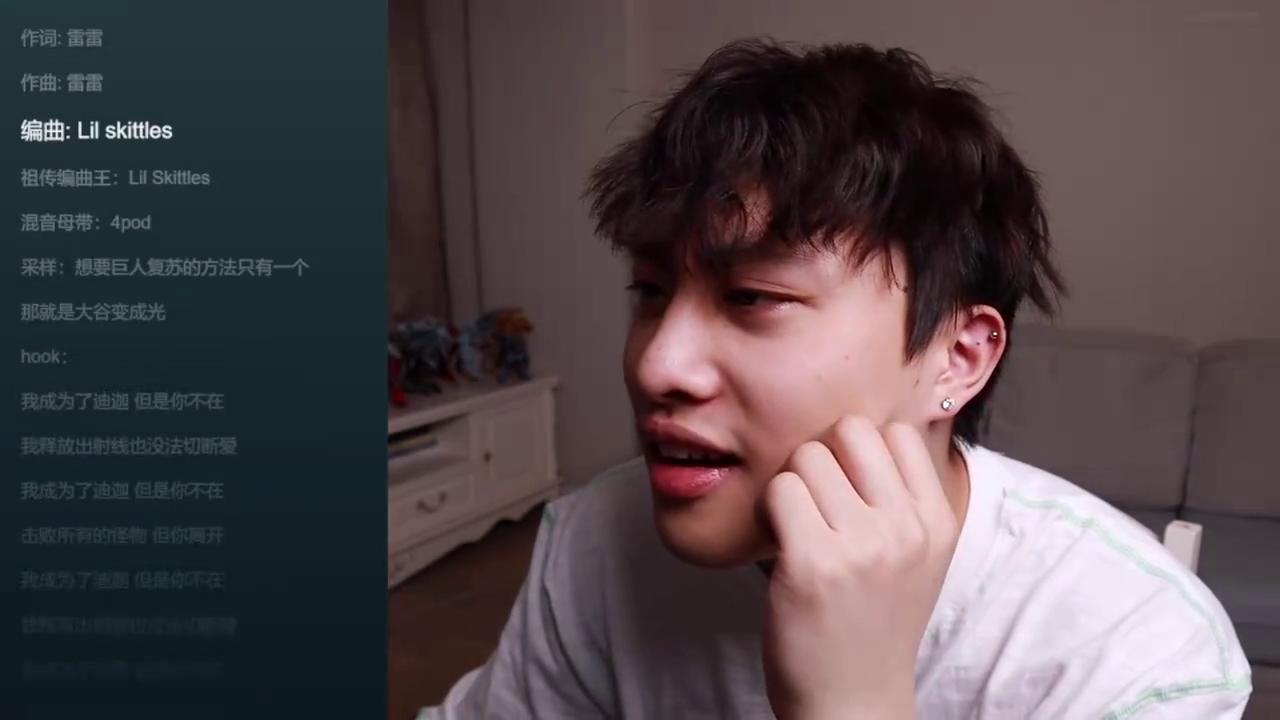 作词: 雷雷
作曲: 雷雷
编曲: Lil skittles
祖传编曲王：Lil Skittles
混音母带：4pod
采样：想要巨人复苏的方法只有一个
那就是大谷变成光
hook：
我成为了迪迦 但是你不在
我释放出射线也没法切断爱
我成为了迪迦 但是你不在
击败所有的怪物 但你离开
我成为了迪迦 但是你不在